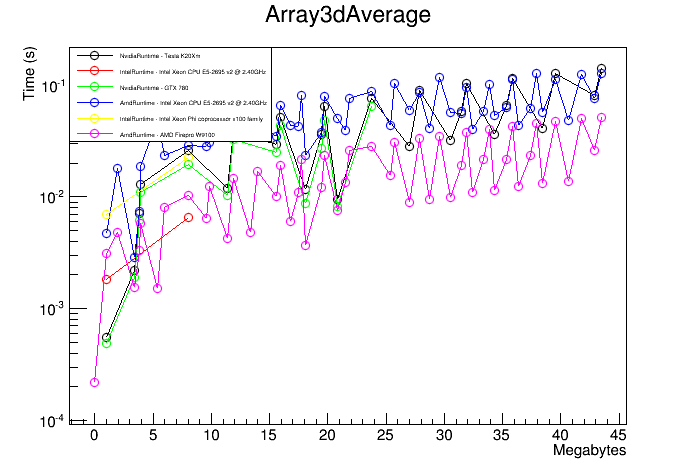 Array3dAverage
Time (s)
NvidiaRuntime - Tesla K20Xm
IntelRuntime - Intel Xeon CPU E5-2695 v2 @ 2.40GHz
NvidiaRuntime - GTX 780
AmdRuntime - Intel Xeon CPU E5-2695 v2 @ 2.40GHz
IntelRuntime - Intel Xeon Phi coprocessor x100 family
AmdRuntime - AMD Firepro W9100
10⁻¹
10⁻²
10⁻³
10⁻⁴
0 5 10 15 20 25 30 35 40 45
Megabytes